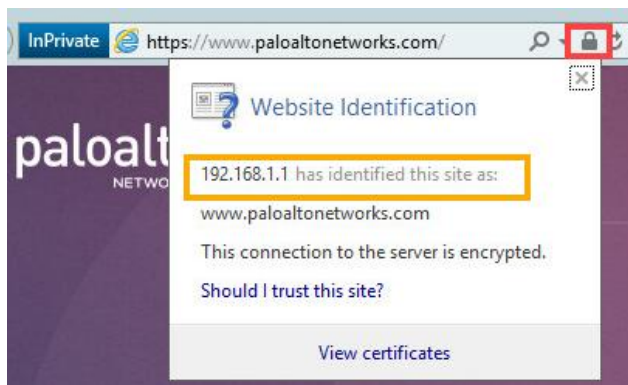 InPrivate https://www.paloaltonetworks.com/
Website Identification
paloalt
NETWO
192.168.1.1 has identified this site as:
www.paloaltonetworks.com
This connection to the server is encrypted.
Should I trust this site?
View certificates